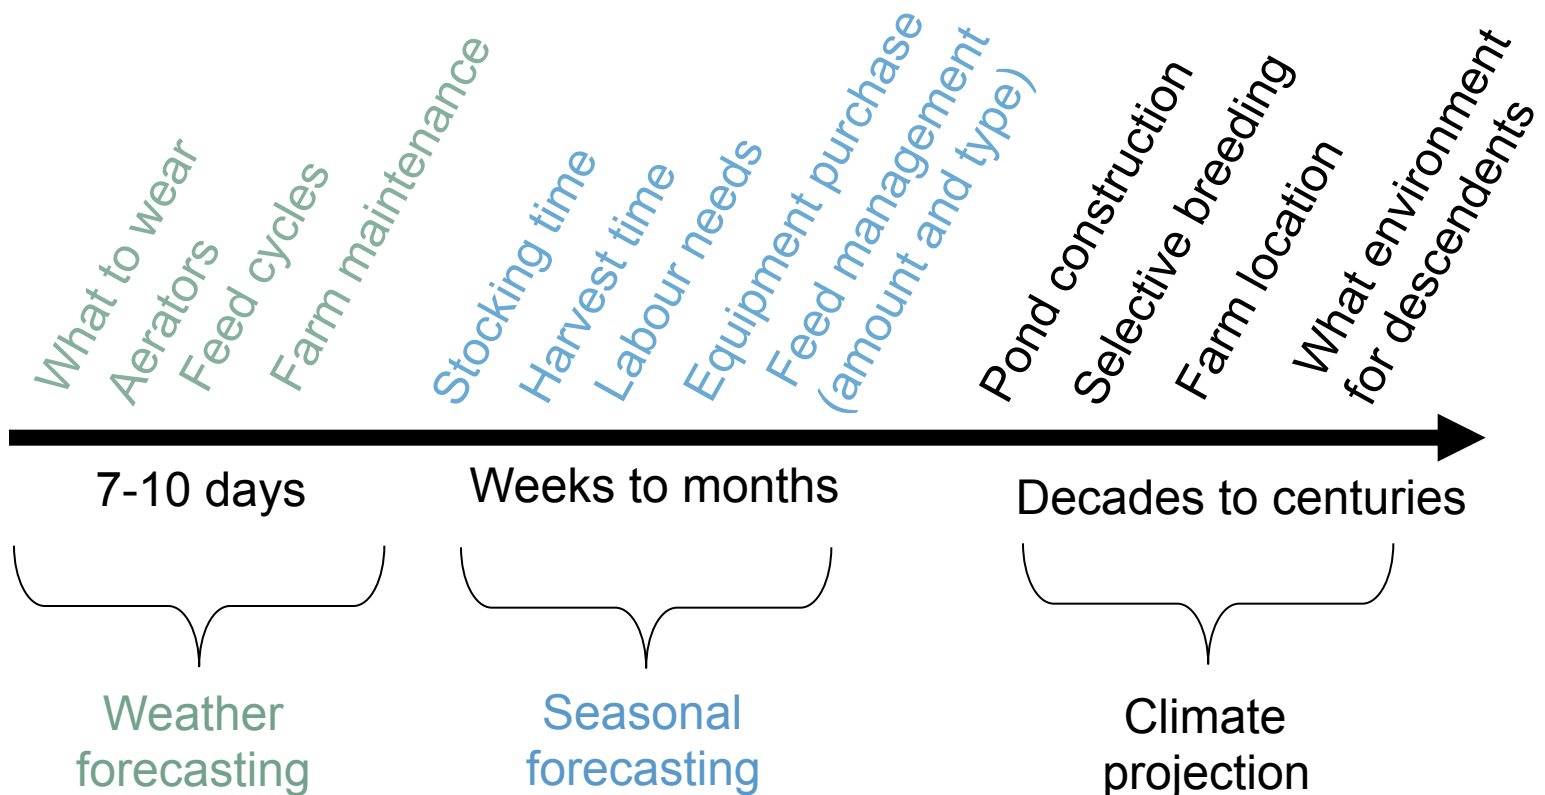 What to wear
Aerators
Feed cycles
Farm maintenance
Stocking time
Harvest time
Labour needs
Equipment purchase
Feed management
(amount and type)
Pond construction
Selective breeding
Farm location
What environment
for descendents
7-10 days
Weeks to months
Decades to centuries
Weather
forecasting
Seasonal
forecasting
Climate
projection